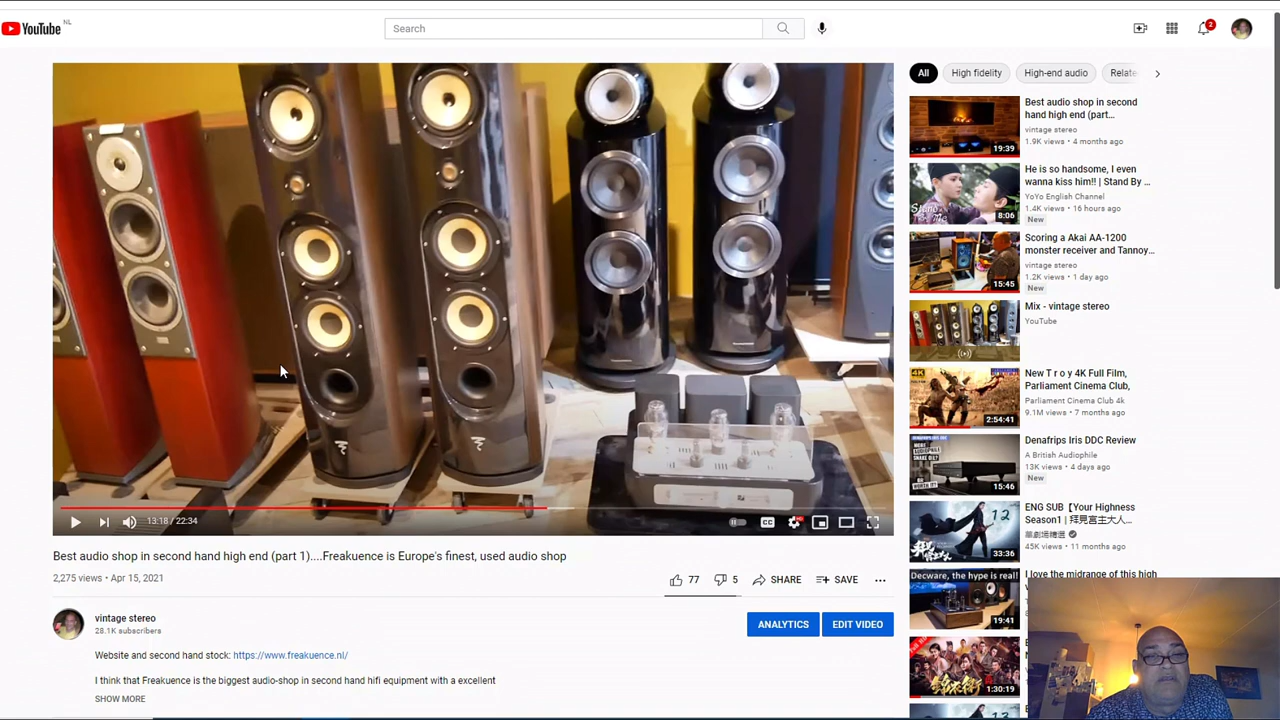 YouTube NL
Search
2
All
High fidelity
High-end audio
Relate
Best audio shop in second
hand high end (part...
vintage stereo
1.9K views • 4 months ago
19:39
He is so handsome, I even
wanna kiss him!! | Stand By ...
YoYo English Channel
1.4K views • 16 hours ago
New
8:06
Scoring a Akai AA-1200
monster receiver and Tannoy...
vintage stereo
1.2K views • 1 day ago
New
15:45
Mix - vintage stereo
YouTube
New T r o y 4K Full Film,
Parliament Cinema Club,
Parliament Cinema Club 4k
9.1M views • 7 months ago
4K
2:54:41
Denafrips Iris DDC Review
A British Audiophile
13K views • 4 days ago
New
15:46
ENG SUB【Your Highness
Season1 | 拜見宮主大人...
45K views • 11 months ago
12
33:36
I love the midrange of this high
Decware, the hype is real!
19:41
1:30:19
13:18 / 22:34
CC
Best audio shop in second hand high end (part 1)....Freakuence is Europe's finest, used audio shop
2,275 views • Apr 15, 2021
77
5
SHARE
SAVE
vintage stereo
28.1K subscribers
ANALYTICS
EDIT VIDEO
Website and second hand stock: https://www.freakuence.nl/
I think that Freakuence is the biggest audio-shop in second hand hifi equipment with a excellent
SHOW MORE
12